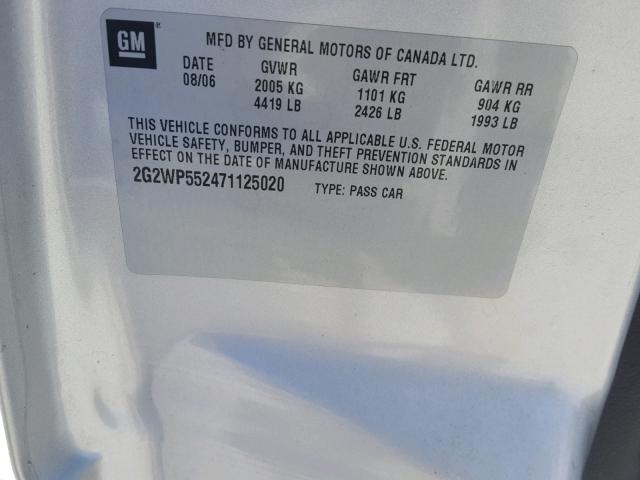 GM
MFD BY GENERAL MOTORS OF CANADA LTD.
DATE GVWR GAWR FRT GAWR RR
08/06 2005 KG 1101 KG 904 KG
4419 LB 2426 LB 1993 LB
THIS VEHICLE CONFORMS TO ALL APPLICABLE U.S. FEDERAL MOTOR
VEHICLE SAFETY, BUMPER, AND THEFT PREVENTION STANDARDS IN
EFFECT ON THE DATE OF MANUFACTURE SHOWN ABOVE.
2G2WP552471125020 TYPE: PASS CAR